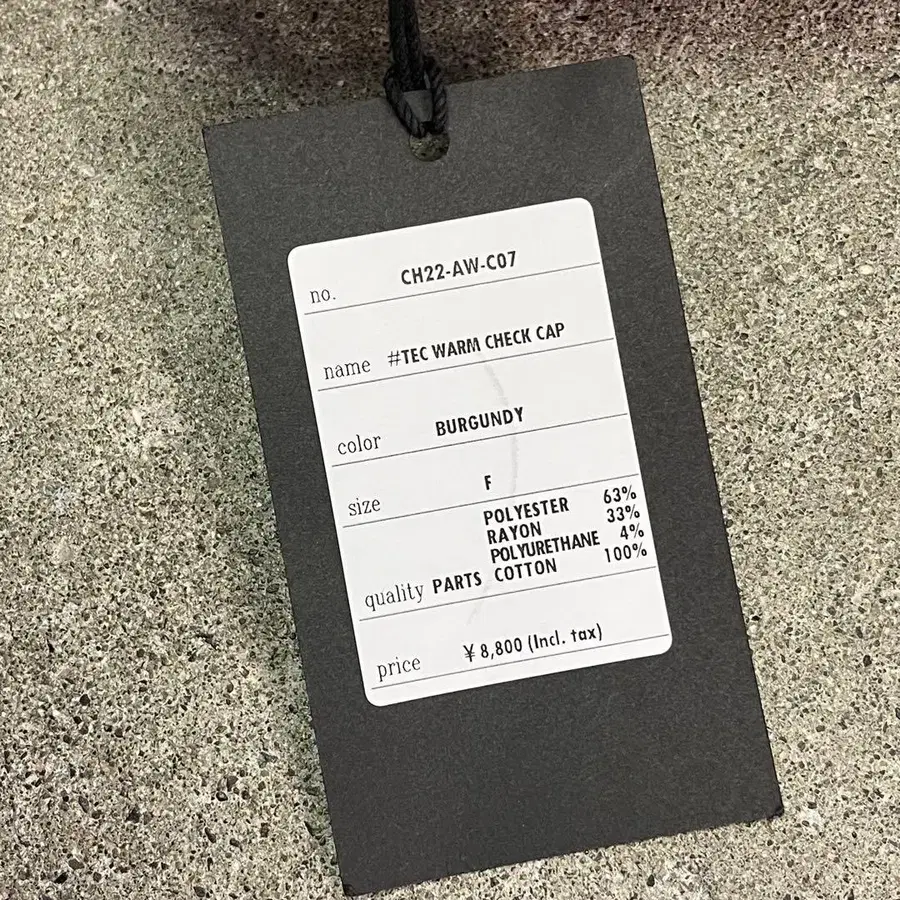 no. CH22-AW-C07
name #TEC WARM CHECK CAP
color BURGUNDY
size F
POLYESTER 63%
RAYON 33%
POLYURETHANE 4%
quality PARTS COTTON 100%
price ¥ 8,800 (Incl. tax)